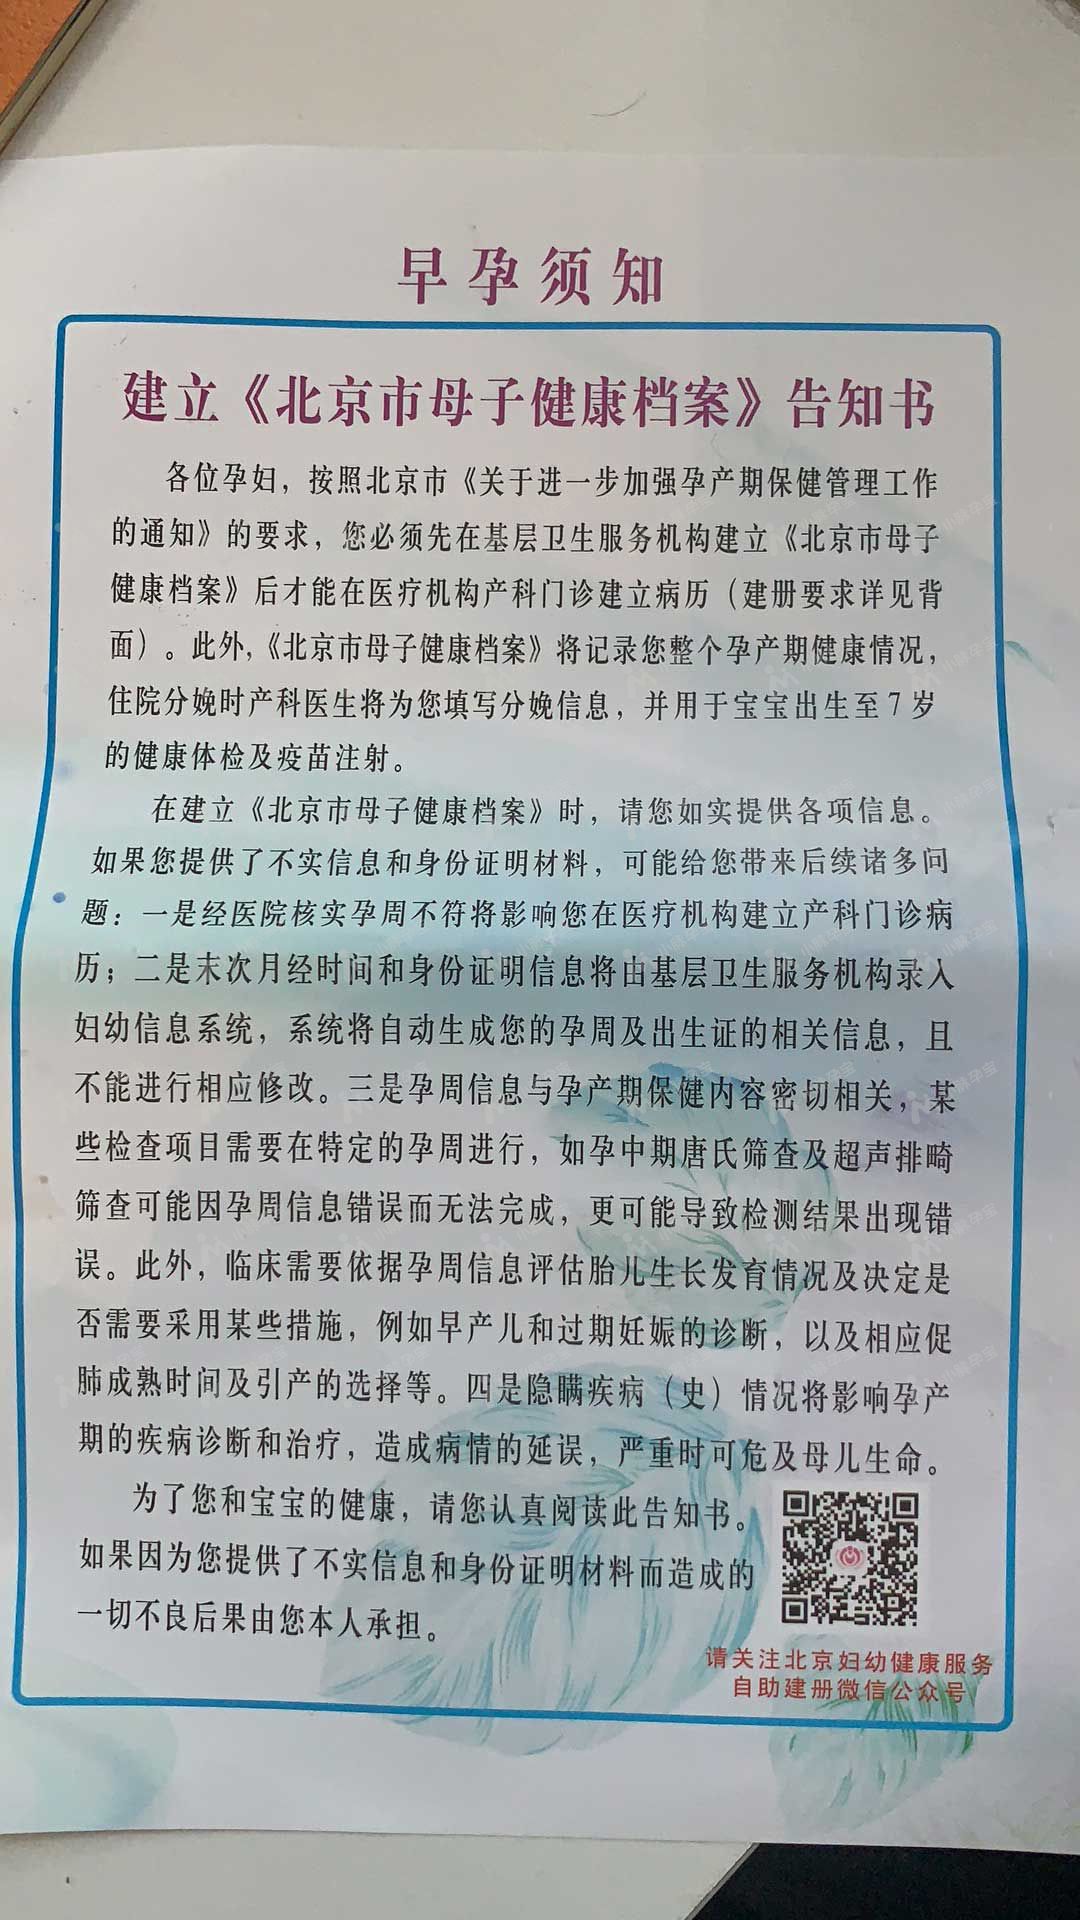 早孕须知
建立《北京市母子健康档案》告知书
各位孕妇，按照北京市《关于进一步加强孕产期保健管理工作
的通知》的要求，您必须先在基层卫生服务机构建立《北京市母子
健康档案》后才能在医疗机构产科门诊建立病历（建册要求详见背
面）。此外，《北京市母子健康档案》将记录您整个孕产期健康情况，
住院分娩时产科医生将为您填写分娩信息，并用于宝宝出生至7岁
的健康体检及疫苗注射。
在建立《北京市母子健康档案》时，请您如实提供各项信息。
如果您提供了不实信息和身份证明材料，可能给您带来后续诸多问
题：一是经医院核实孕周不符将影响您在医疗机构建立产科门诊病
历；二是末次月经时间和身份证明信息将由基层卫生服务机构录入
妇幼信息系统，系统将自动生成您的孕周及出生证的相关信息，且
不能进行相应修改。三是孕周信息与孕产期保健内容密切相关，某
些检查项目需要在特定的孕周进行，如孕中期唐氏筛查及超声排畸
筛查可能因孕周信息错误而无法完成，更可能导致检测结果出现错
误。此外，临床需要依据孕周信息评估胎儿生长发育情况及决定是
否需要采用某些措施，例如早产儿和过期妊娠的诊断，以及相应促
肺成熟时间及引产的选择等。四是隐瞒疾病（史）情况将影响孕产
期的疾病诊断和治疗，造成病情的延误，严重时可危及母儿生命。
为了您和宝宝的健康，请您认真阅读此告知书。
如果因为您提供了不实信息和身份证明材料而造成的
一切不良后果由您本人承担。
请关注北京妇幼健康服务
自助建册微信公众号